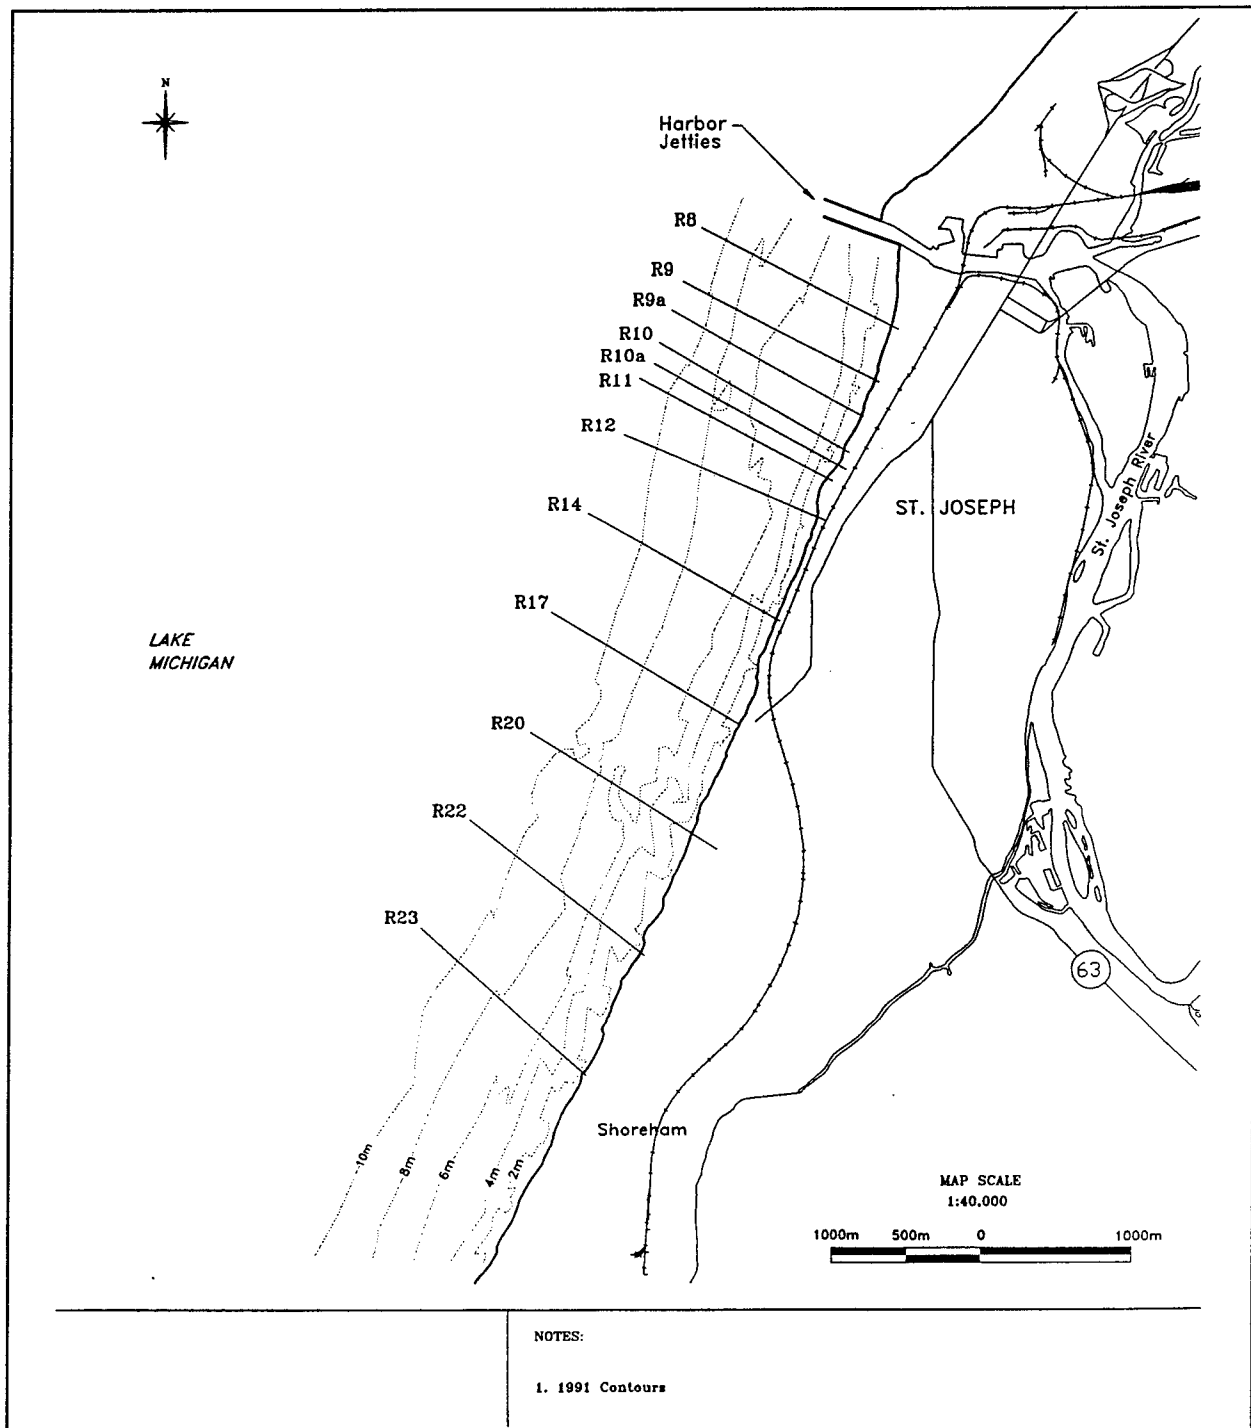 N
Harbor
Jetties
R8
R9
R9a
R10
R10a
R11
R12
R14
R17
R20
R22
R23
ST. JOSEPH
St. Joseph River
LAKE
MICHIGAN
63
Shoreham
10m
8m
6m
4m
2m
MAP SCALE
1:40,000
1000m 500m 0 1000m
NOTES:
1. 1991 Contours